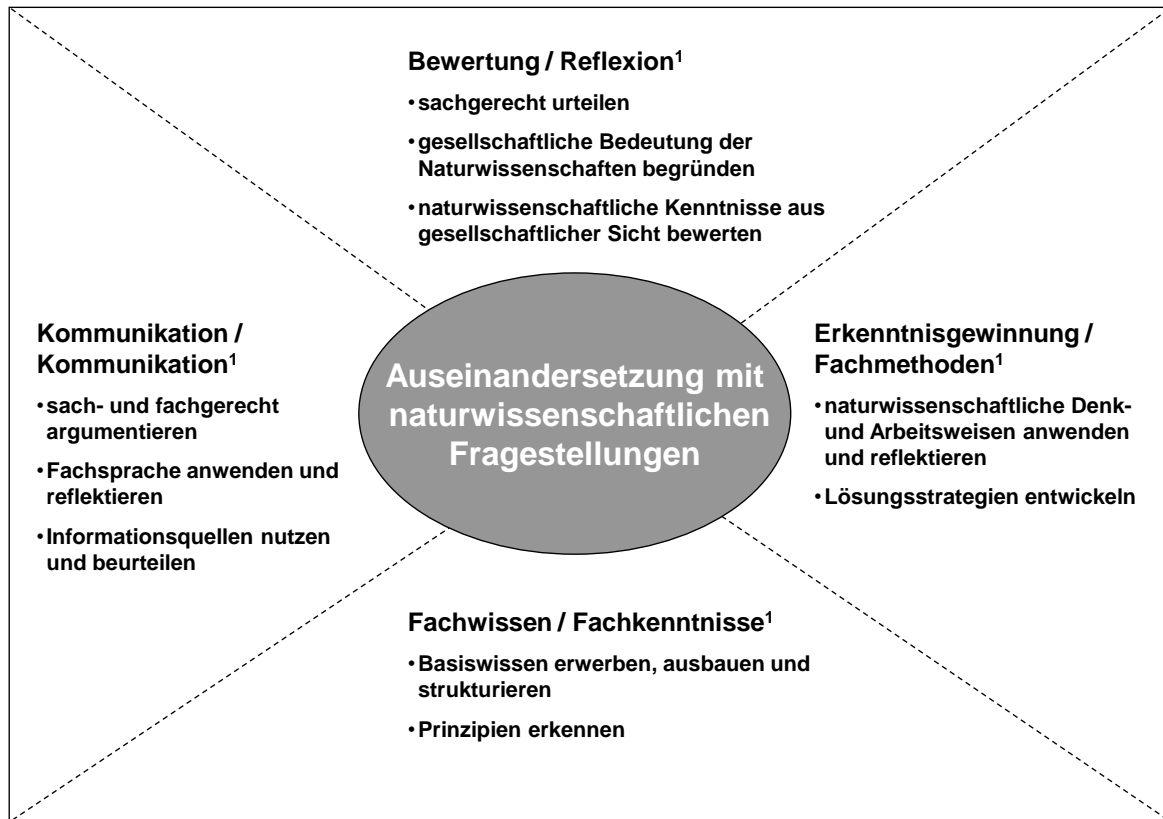 Bewertung / Reflexion¹
• sachgerecht urteilen
• gesellschaftliche Bedeutung der
Naturwissenschaften begründen
• naturwissenschaftliche Kenntnisse aus
gesellschaftlicher Sicht bewerten
Kommunikation /
Kommunikation¹
• sach- und fachgerecht
argumentieren
• Fachsprache anwenden und
reflektieren
• Informationsquellen nutzen
und beurteilen
Auseinandersetzung mit
naturwissenschaftlichen
Fragestellungen
Erkenntnisgewinnung /
Fachmethoden¹
• naturwissenschaftliche Denk-
und Arbeitsweisen anwenden
und reflektieren
• Lösungsstrategien entwickeln
Fachwissen / Fachkenntnisse¹
• Basiswissen erwerben, ausbauen und
strukturieren
• Prinzipien erkennen